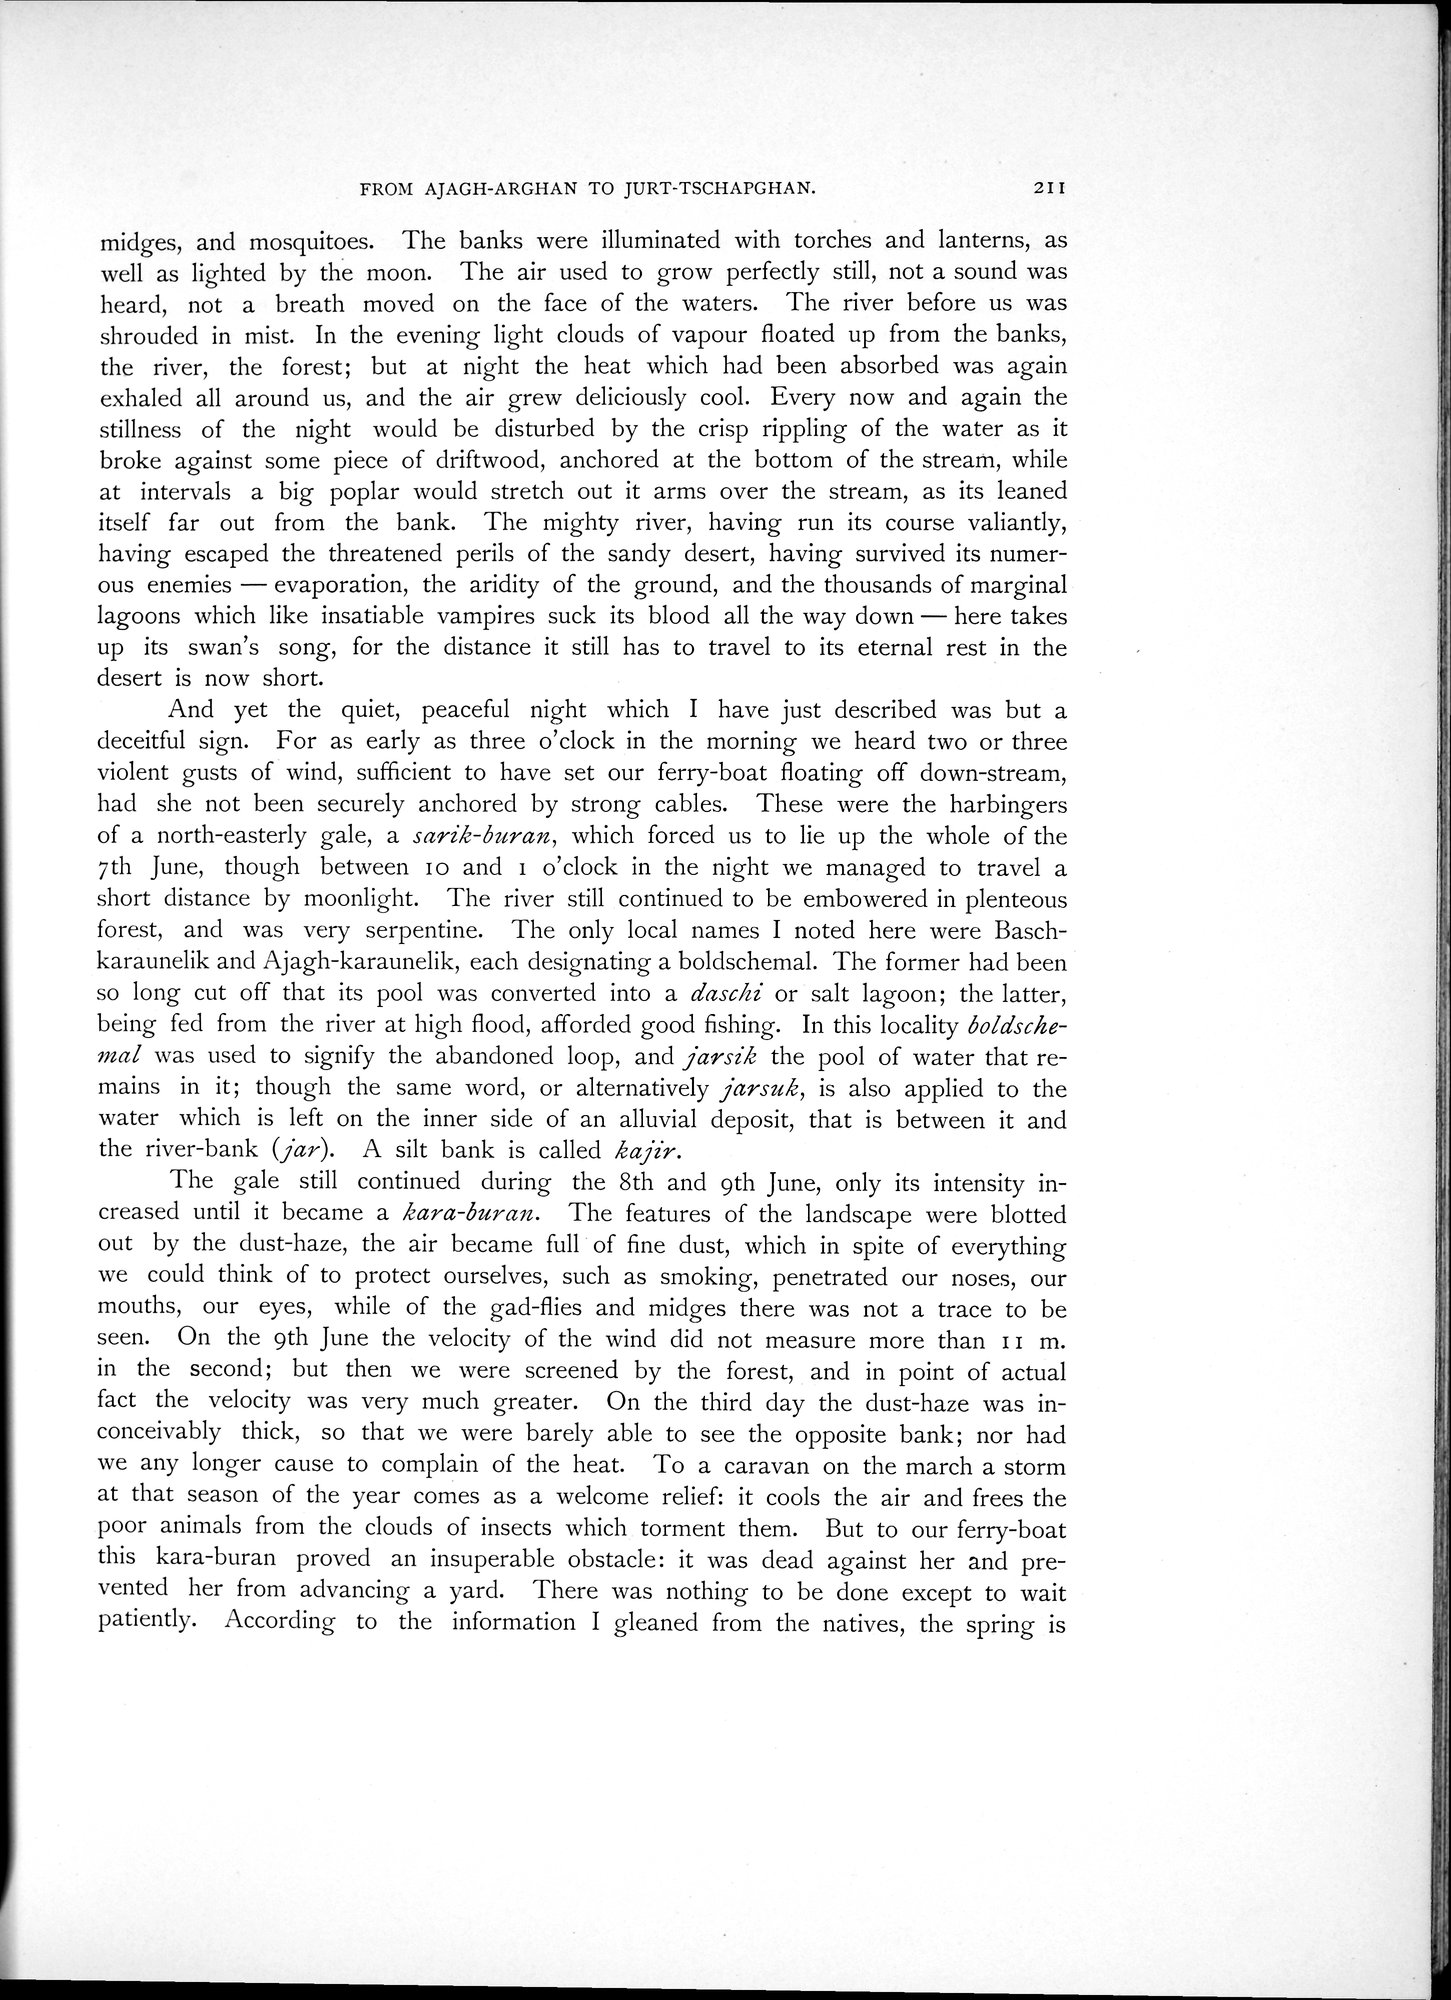 FROM AJAGH-ARGHAN TO JURT-TSCHAPGHAN. 211
midges, and mosquitoes. The banks were illuminated with torches and lanterns, as
well as lighted by the moon. The air used to grow perfectly still, not a sound was
heard, not a breath moved on the face of the waters. The river before us was
shrouded in mist. In the evening light clouds of vapour floated up from the banks,
the river, the forest; but at night the heat which had been absorbed was again
exhaled all around us, and the air grew deliciously cool. Every now and again the
stillness of the night would be disturbed by the crisp rippling of the water as it
broke against some piece of driftwood, anchored at the bottom of the stream, while
at intervals a big poplar would stretch out it arms over the stream, as its leaned
itself far out from the bank. The mighty river, having run its course valiantly,
having escaped the threatened perils of the sandy desert, having survived its numer-
ous enemies — evaporation, the aridity of the ground, and the thousands of marginal
lagoons which like insatiable vampires suck its blood all the way down — here takes
up its swan's song, for the distance it still has to travel to its eternal rest in the
desert is now short.
And yet the quiet, peaceful night which I have just described was but a
deceitful sign. For as early as three o'clock in the morning we heard two or three
violent gusts of wind, sufficient to have set our ferry-boat floating off down-stream,
had she not been securely anchored by strong cables. These were the harbingers
of a north-easterly gale, a sarik-buran, which forced us to lie up the whole of the
7th June, though between 10 and 1 o'clock in the night we managed to travel a
short distance by moonlight. The river still continued to be embowered in plenteous
forest, and was very serpentine. The only local names I noted here were Basch-
karaunelik and Ajagh-karaunelik, each designating a boldschemal. The former had been
so long cut off that its pool was converted into a daschi or salt lagoon; the latter,
being fed from the river at high flood, afforded good fishing. In this locality boldsche-
mal was used to signify the abandoned loop, and jarsik the pool of water that re-
mains in it; though the same word, or alternatively jarsuk, is also applied to the
water which is left on the inner side of an alluvial deposit, that is between it and
the river-bank (jar). A silt bank is called kajir.
The gale still continued during the 8th and 9th June, only its intensity in-
creased until it became a kara-buran. The features of the landscape were blotted
out by the dust-haze, the air became full of fine dust, which in spite of everything
we could think of to protect ourselves, such as smoking, penetrated our noses, our
mouths, our eyes, while of the gad-flies and midges there was not a trace to be
seen. On the 9th June the velocity of the wind did not measure more than 11 m.
in the second; but then we were screened by the forest, and in point of actual
fact the velocity was very much greater. On the third day the dust-haze was in-
conceivably thick, so that we were barely able to see the opposite bank; nor had
we any longer cause to complain of the heat. To a caravan on the march a storm
at that season of the year comes as a welcome relief: it cools the air and frees the
poor animals from the clouds of insects which torment them. But to our ferry-boat
this kara-buran proved an insuperable obstacle: it was dead against her and pre-
vented her from advancing a yard. There was nothing to be done except to wait
patiently. According to the information I gleaned from the natives, the spring is